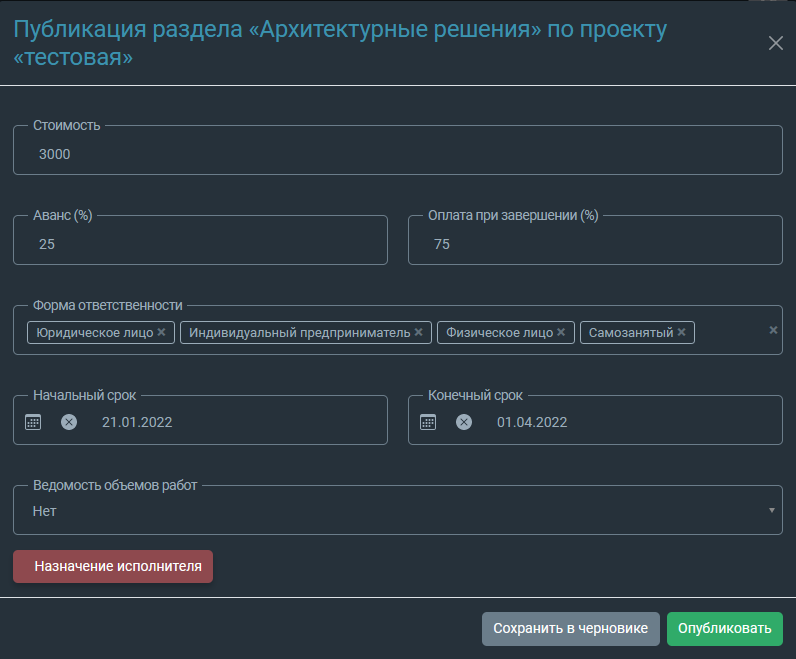 Публикация раздела «Архитектурные решения» по проекту
«тестовая»
Стоимость
3000
Аванс (%)
Оплата при завершении (%)
25
75
Форма ответственности
Юридическое лицо × Индивидуальный предприниматель × Физическое лицо × Самозанятый ×
Начальный срок
Конечный срок
21.01.2022
01.04.2022
Ведомость объемов работ
Нет
Назначение исполнителя
Сохранить в черновике
Опубликовать